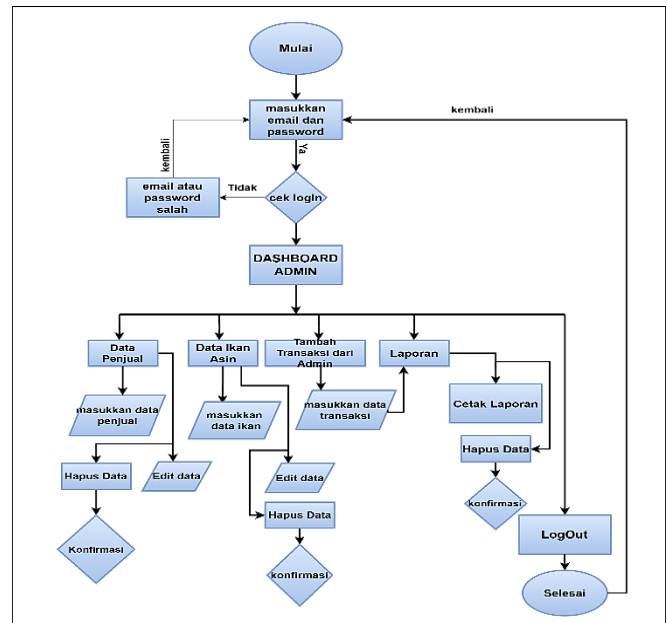 Mulai
masukkan
email dan
password
kembali
kembali
Ya
email atau
password
salah
Tidak
cek logIn
DASHBOARD
ADMIN
Data
Penjual
Data Ikan
Asin
Tambah
Transaksi dari
Admin
Laporan
masukkan data
penjual
masukkan
data ikan
masukkan data
transaksi
Cetak Laporan
Hapus Data
Edit data
Edit data
Hapus Data
Hapus Data
konfirmasi
Konfirmasi
konfirmasi
LogOut
Selesai